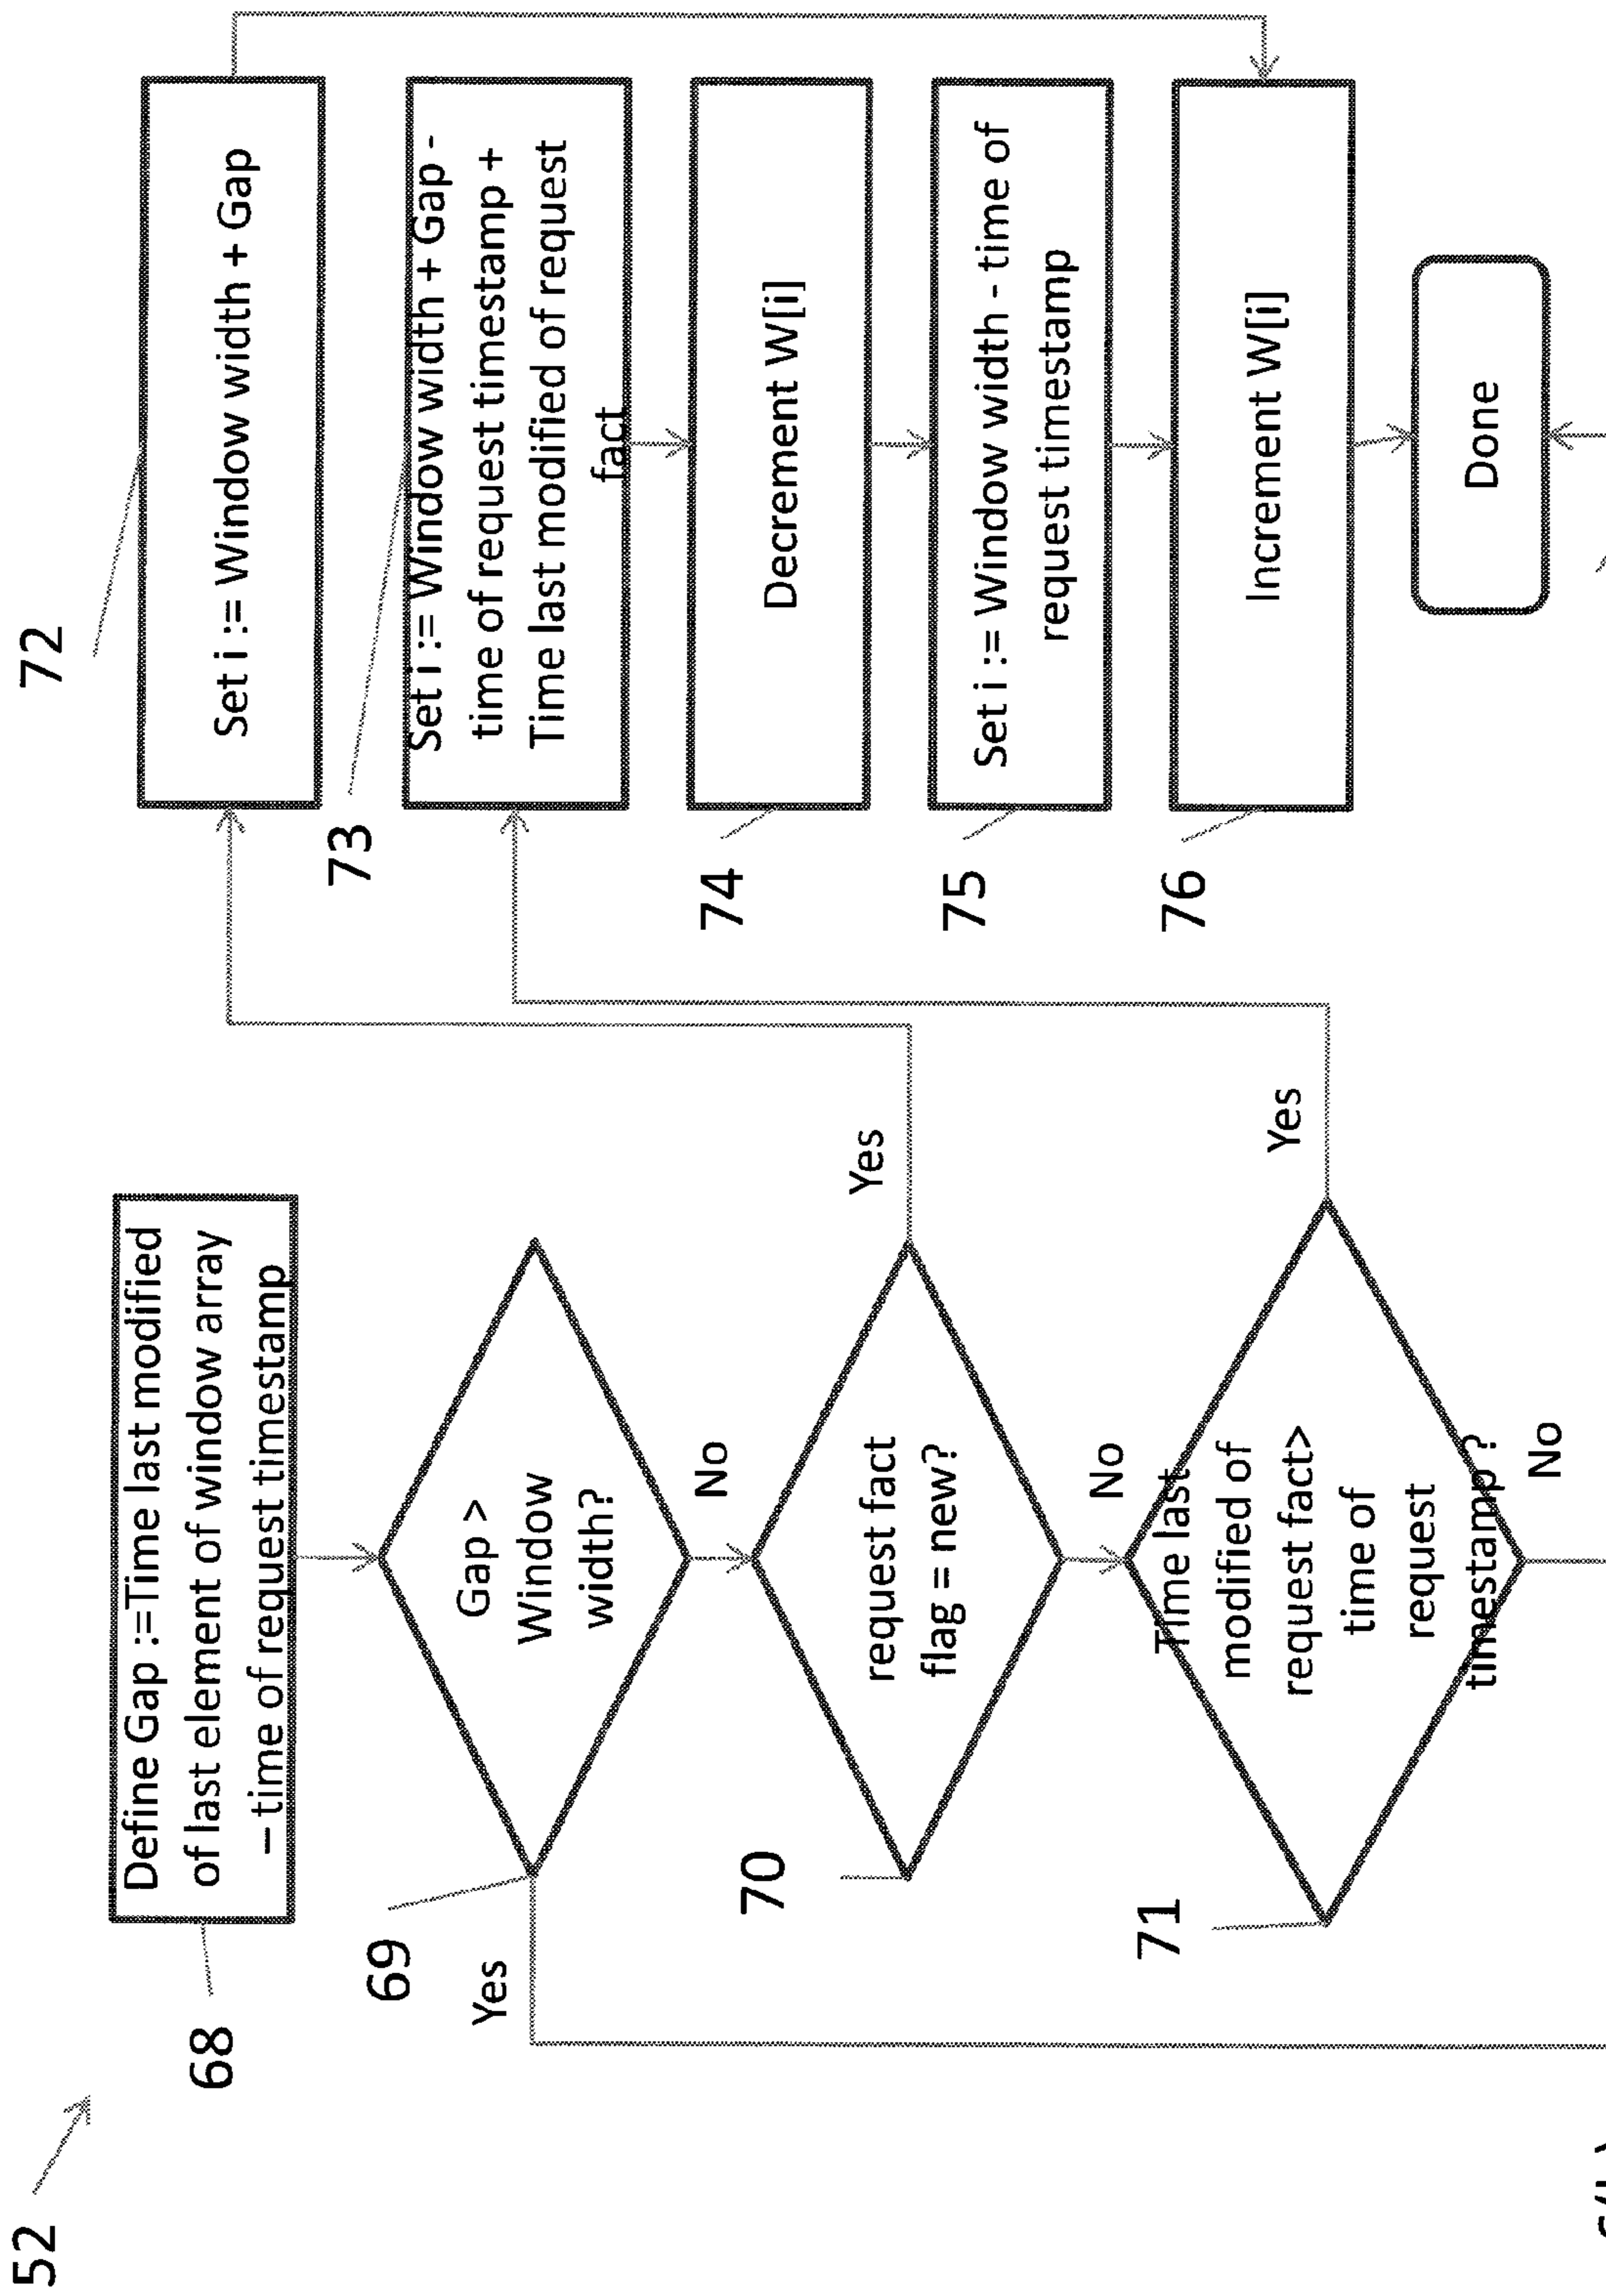 52
68
Define Gap :=Time last modified
of last element of window array
– time of request timestamp
69
Yes
Gap >
Window
width?
No
70
request fact
flag = new?
Yes
No
71
Time last
modified of
request fact>
time of
request
timestamp ?
Yes
No
72
Set i := Window width + Gap
73
Set i := Window width + Gap -
time of request timestamp +
Time last modified of request
fact
74
Decrement W[i]
75
Set i := Window width - time of
request timestamp
76
Increment W[i]
Done